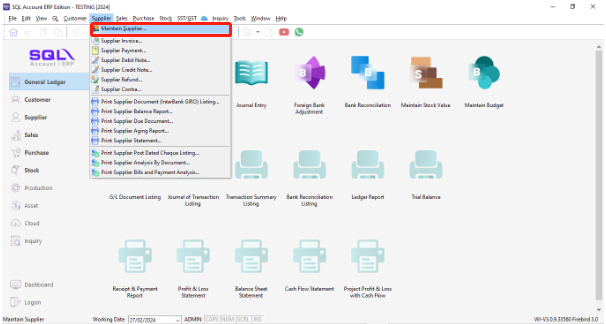 SQL Account ERP Edition - TESTING [2024]
File Edit View GL Customer Supplier Sales Purchase Stock SST/GST Inquiry Tools Window Help
Maintain Supplier...
Supplier Invoice...
Supplier Payment...
Supplier Debit Note...
Supplier Credit Note...
Supplier Refund...
Supplier Contra...
Print Supplier Document (InterBank GIRO) Listing...
Print Supplier Balance Report...
Print Supplier Due Document...
Print Supplier Aging Report...
Print Supplier Statement...
Print Supplier Post Dated Cheque Listing...
Print Supplier Analysis By Document...
Print Supplier Bills and Payment Analysis...
SQL
Account | ERP
General Ledger
Customer
Supplier
Sales
Purchase
Stock
Production
Asset
Cloud
Inquiry
Dashboard
Logon
Journal Entry
Foreign Bank
Adjustment
Bank Reconciliation
Maintain Stock Value
Maintain Budget
G/L Document Listing
Journal of Transaction
Listing
Transaction Summary
Listing
Bank Reconciliation
Listing
Ledger Report
Trial Balance
Receipt & Payment
Report
Profit & Loss
Statement
Balance Sheet
Statement
Cash Flow Statement
Project Profit & Loss
with Cash Flow
Maintain Supplier
Working Date
27/02/2024
ADMIN
CAPS
NUM
SCRL
INS
WI-V3.0.9.33560 Firebird 3.0